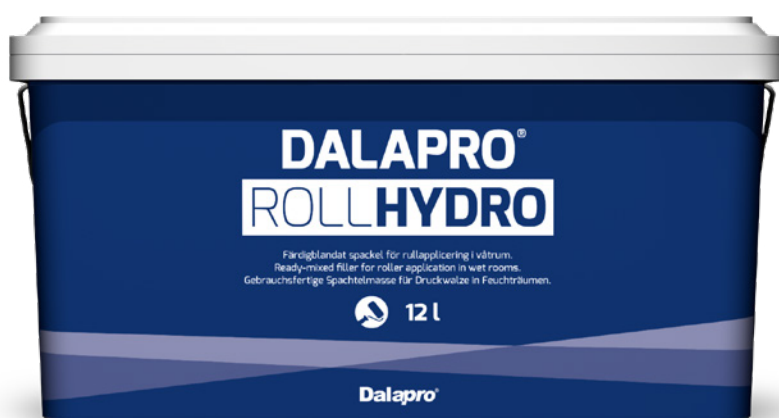 DALAPRO®
ROLLHYDRO
Färdigblandat spackel för rullapplicering i våtrum.
Ready-mixed filler for roller application in wet rooms.
Gebrauchsfertige Spachtelmasse für Druckwalze in Feuchträumen.
12 l
Dalapro®